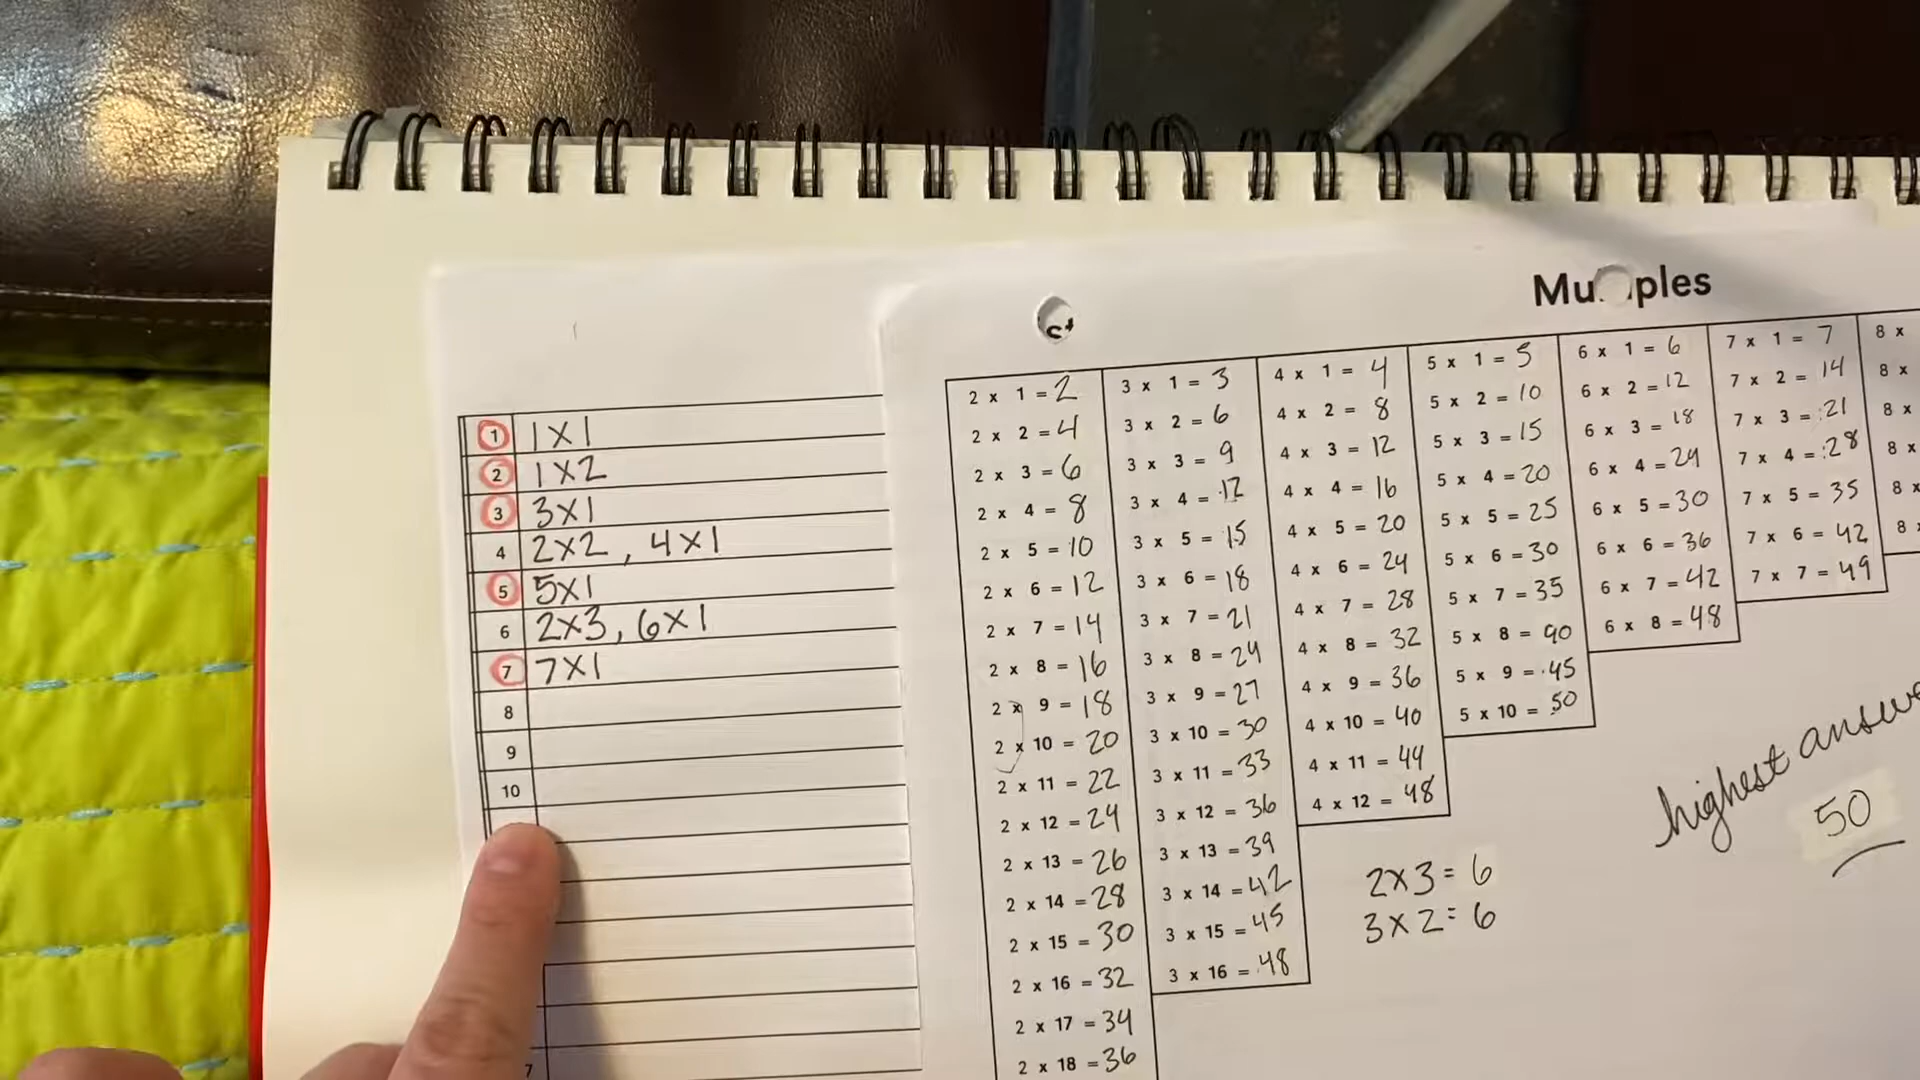 Mu ples
c+
1 1X1
2 1X2
3 3X1
4 2X2, 4X1
5 5X1
6 2X3, 6X1
7 7X1
8
9
10
7
2 x 1 = 2
2 x 2 = 4
2 x 3 = 6
2 x 4 = 8
2 x 5 = 10
2 x 6 = 12
2 x 7 = 14
2 x 8 = 16
2 x 9 = 18
2 x 10 = 20
2 x 11 = 22
2 x 12 = 24
2 x 13 = 26
2 x 14 = 28
2 x 15 = 30
2 x 16 = 32
2 x 17 = 34
2 x 18 = 36
3 x 1 = 3
3 x 2 = 6
3 x 3 = 9
3 x 4 = 12
3 x 5 = 15
3 x 6 = 18
3 x 7 = 21
3 x 8 = 24
3 x 9 = 27
3 x 10 = 30
3 x 11 = 33
3 x 12 = 36
3 x 13 = 39
3 x 14 = 42
3 x 15 = 45
3 x 16 = 48
4 x 1 = 4
4 x 2 = 8
4 x 3 = 12
4 x 4 = 16
4 x 5 = 20
4 x 6 = 24
4 x 7 = 28
4 x 8 = 32
4 x 9 = 36
4 x 10 = 40
4 x 11 = 44
4 x 12 = 48
5 x 1 = 5
5 x 2 = 10
5 x 3 = 15
5 x 4 = 20
5 x 5 = 25
5 x 6 = 30
5 x 7 = 35
5 x 8 = 40
5 x 9 = 45
5 x 10 = 50
6 x 1 = 6
6 x 2 = 12
6 x 3 = 18
6 x 4 = 24
6 x 5 = 30
6 x 6 = 36
6 x 7 = 42
6 x 8 = 48
7 x 1 = 7
7 x 2 = 14
7 x 3 = 21
7 x 4 = 28
7 x 5 = 35
7 x 6 = 42
7 x 7 = 49
8 x
8 x
8 x
8 x
8 x
8
2X3=6
3X2=6
highest answe
50